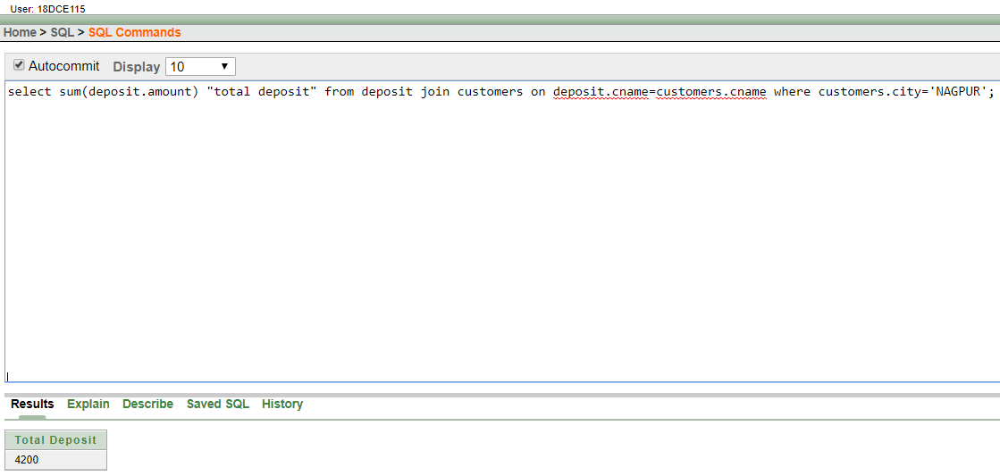 User: 18DCE115
Home > SQL > SQL Commands
Autocommit Display 10
select sum(deposit.amount) "total deposit" from deposit join customers on deposit.cname=customers.cname where customers.city='NAGPUR';
Results Explain Describe Saved SQL History
Total Deposit
4200